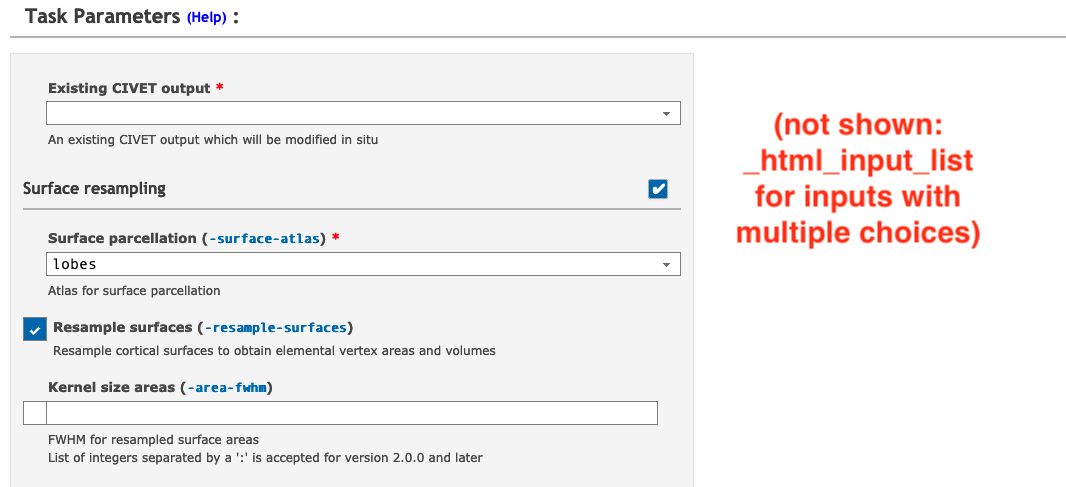 Task Parameters (Help) :
Existing CIVET output *
An existing CIVET output which will be modified in situ
Surface resampling
Surface parcellation (-surface-atlas) *
lobes
Atlas for surface parcellation
Resample surfaces (-resample-surfaces)
Resample cortical surfaces to obtain elemental vertex areas and volumes
Kernel size areas (-area-fwhm)
FWHM for resampled surface areas
List of integers separated by a ':' is accepted for version 2.0.0 and later
(not shown:
_html_input_list
for inputs with
multiple choices)